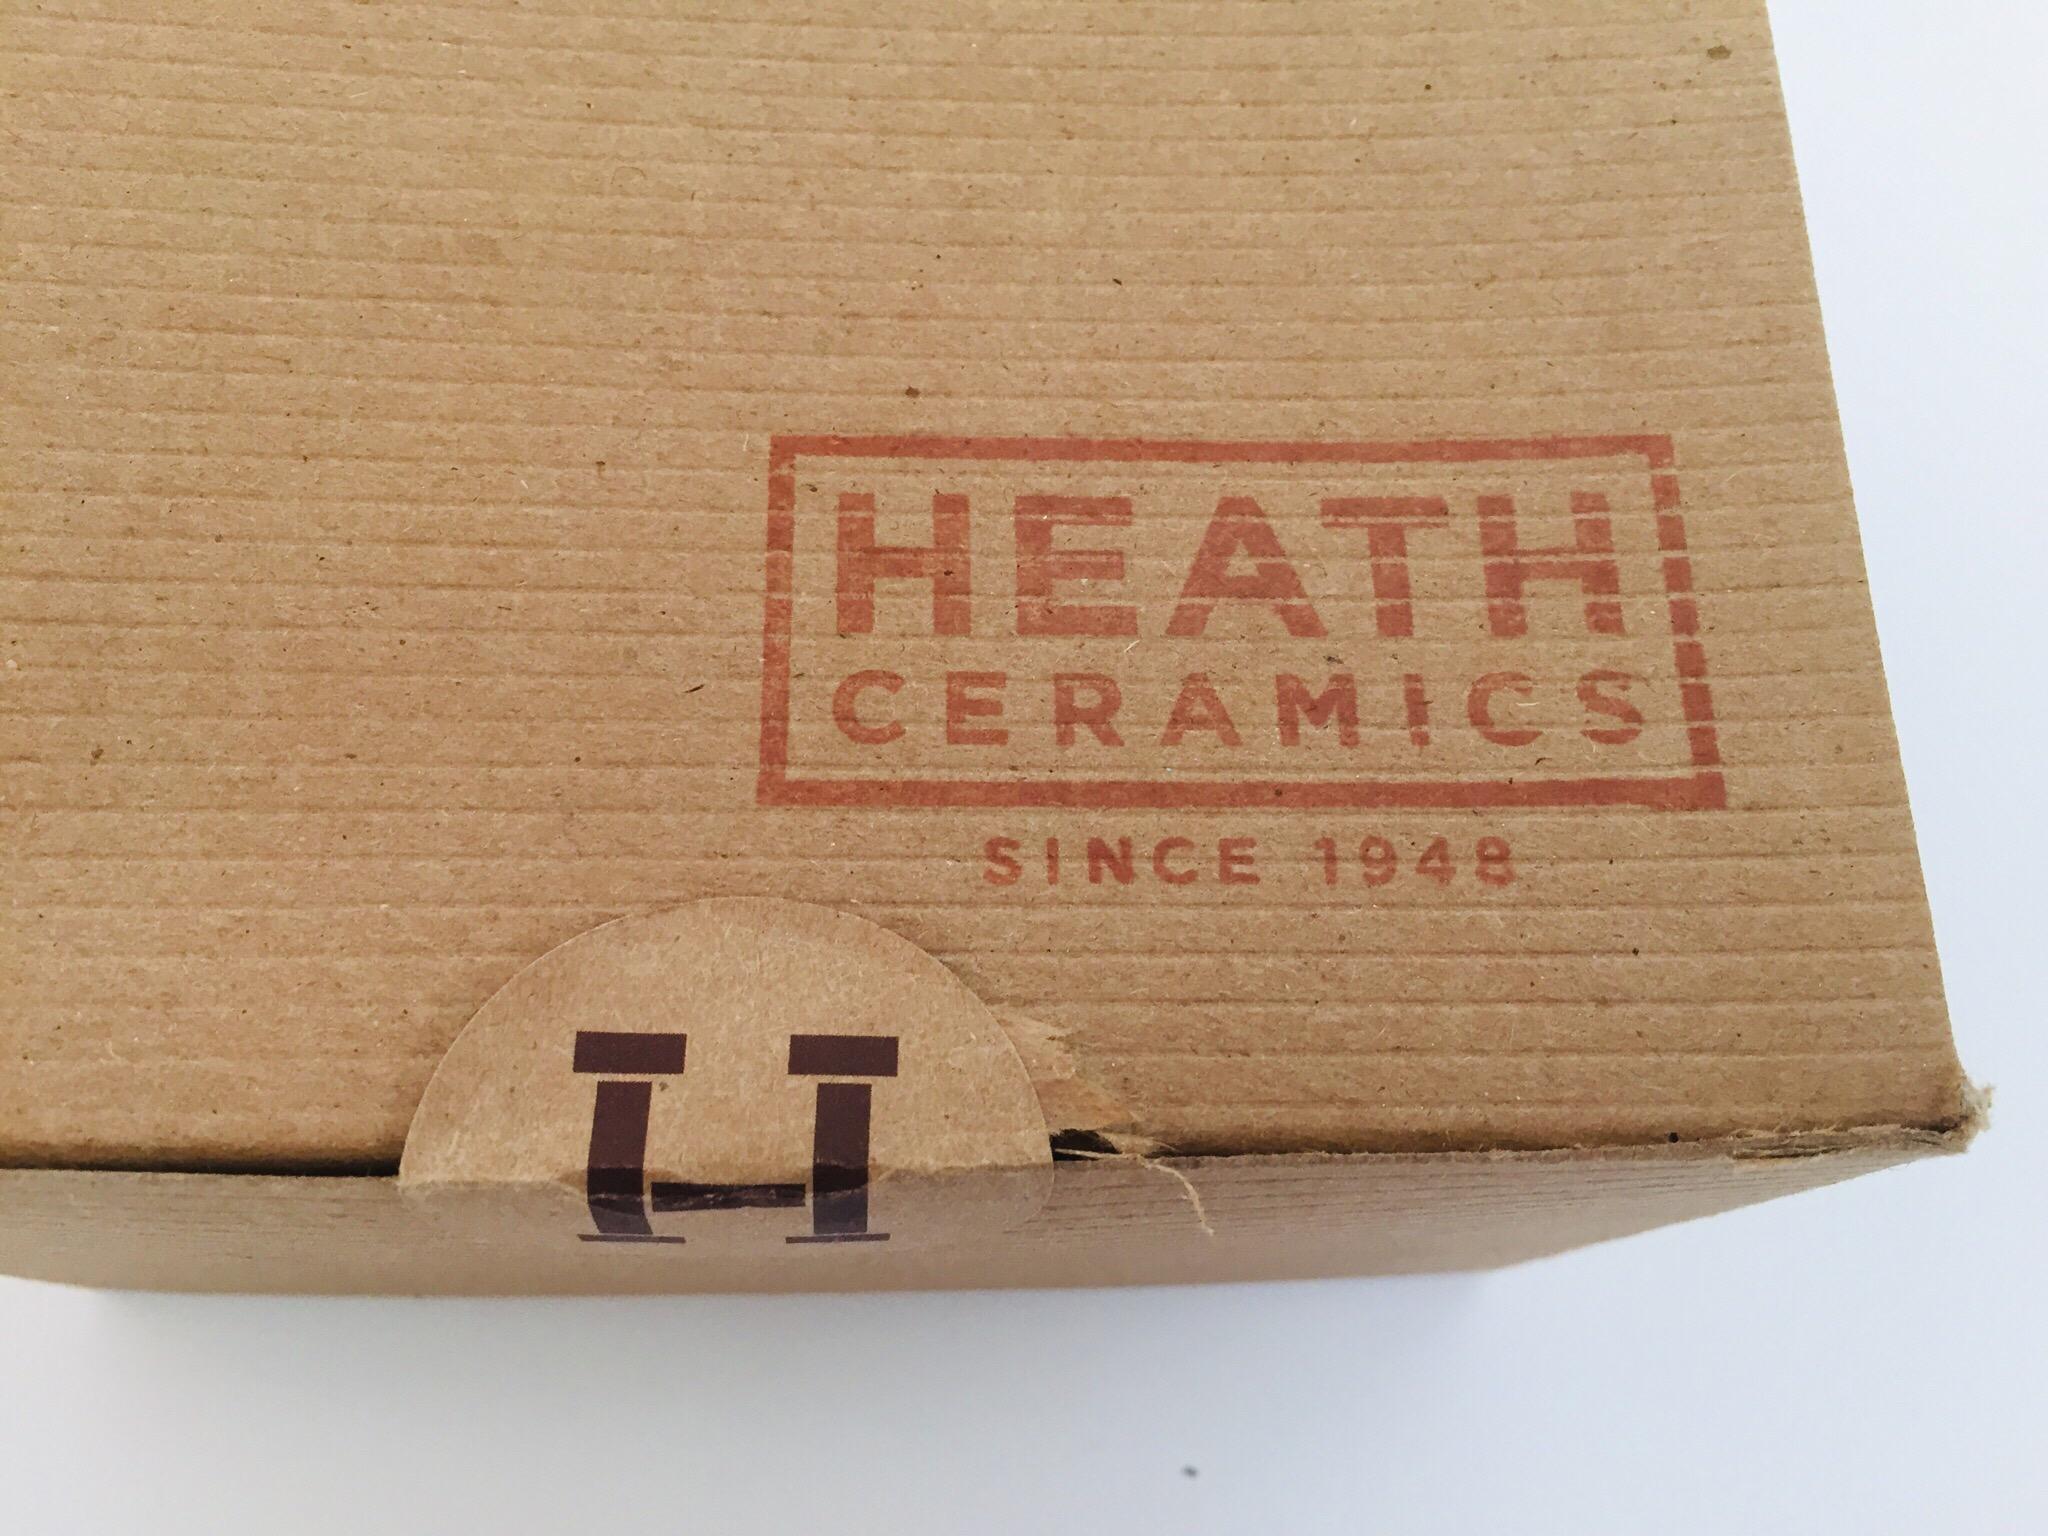 HEATH
CERAMICS
SINCE 1948
H